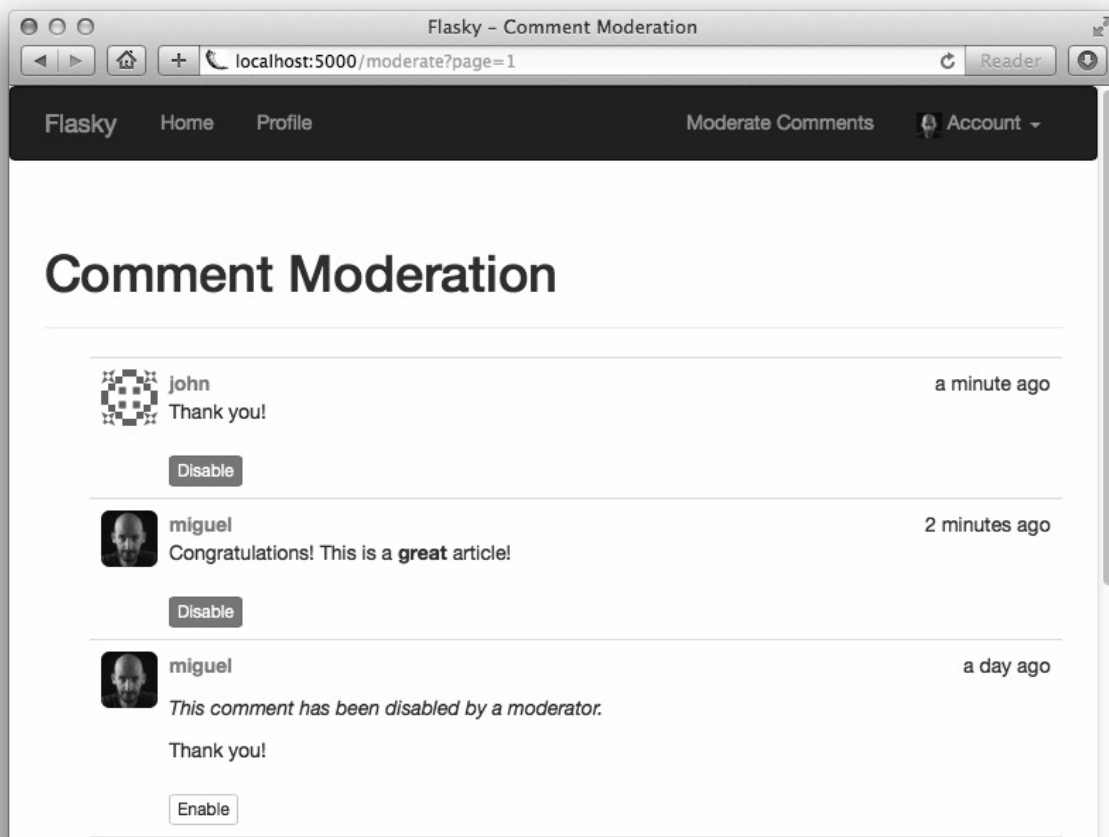 Flasky – Comment Moderation
localhost:5000/moderate?page=1
Reader
Flasky Home Profile Moderate Comments Account
Comment Moderation
john a minute ago
Thank you!
Disable
miguel 2 minutes ago
Congratulations! This is a great article!
Disable
miguel a day ago
This comment has been disabled by a moderator.
Thank you!
Enable